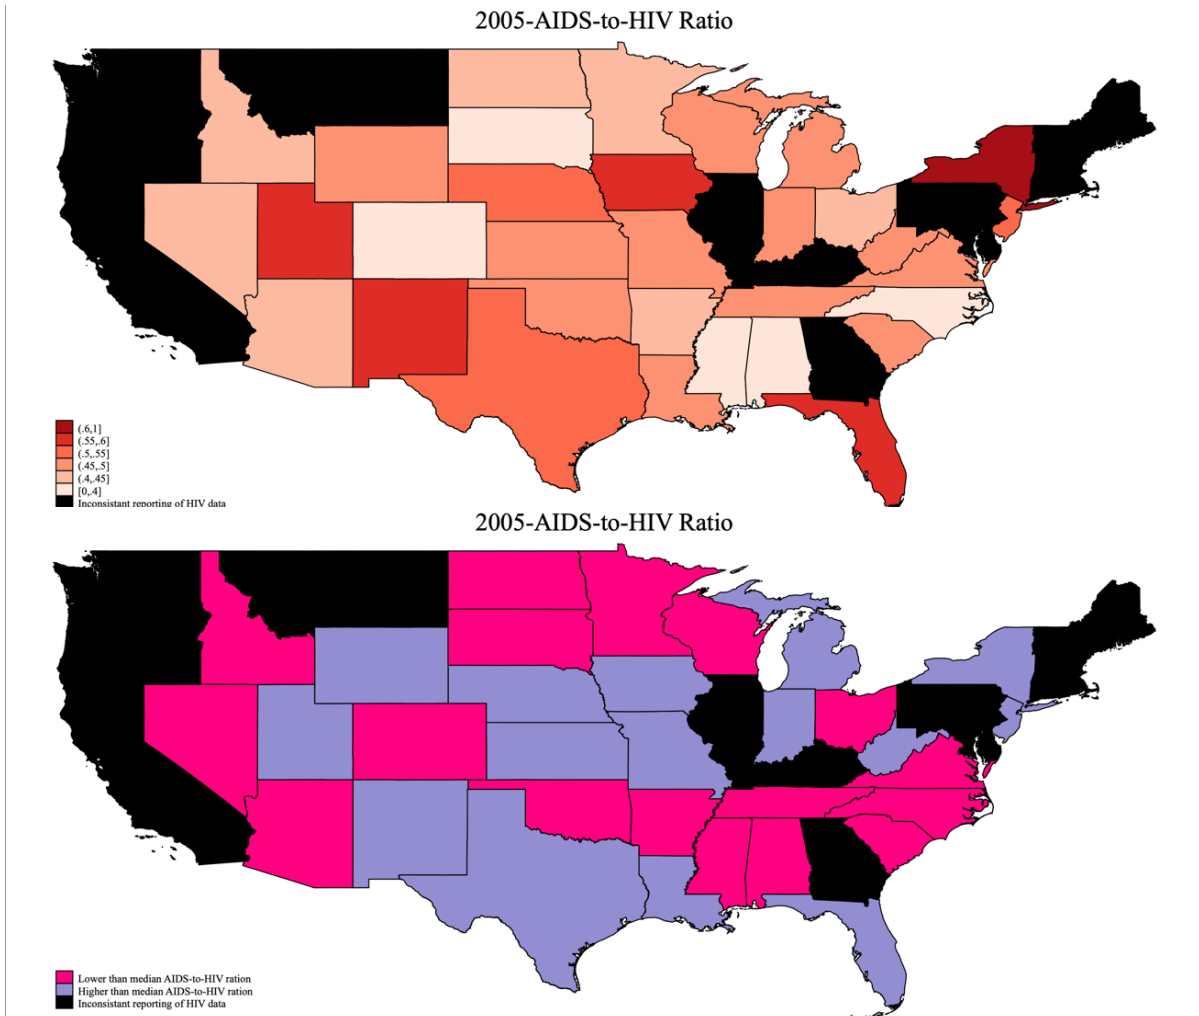 2005-AIDS-to-HIV Ratio
(.6,1]
(.55,.6]
(.5,.55]
(.45,.5]
(.4,.45]
[0,.4]
Inconsistant reporting of HIV data
2005-AIDS-to-HIV Ratio
Lower than median AIDS-to-HIV ration
Higher than median AIDS-to-HIV ration
Inconsistant reporting of HIV data